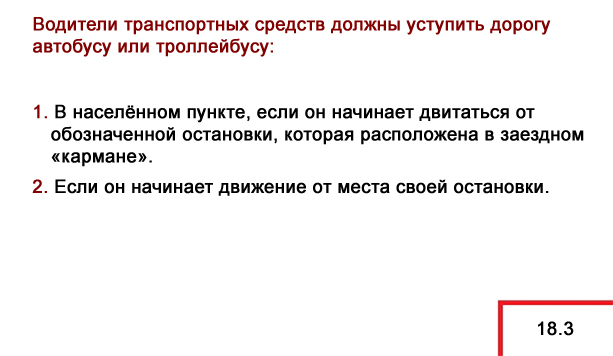 Водители транспортных средств должны уступить дорогу
автобусу или троллейбусу:
1. В населённом пункте, если он начинает двитаться от
обозначенной остановки, которая расположена в заездном
«кармане».
2. Если он начинает движение от места своей остановки.
18.3